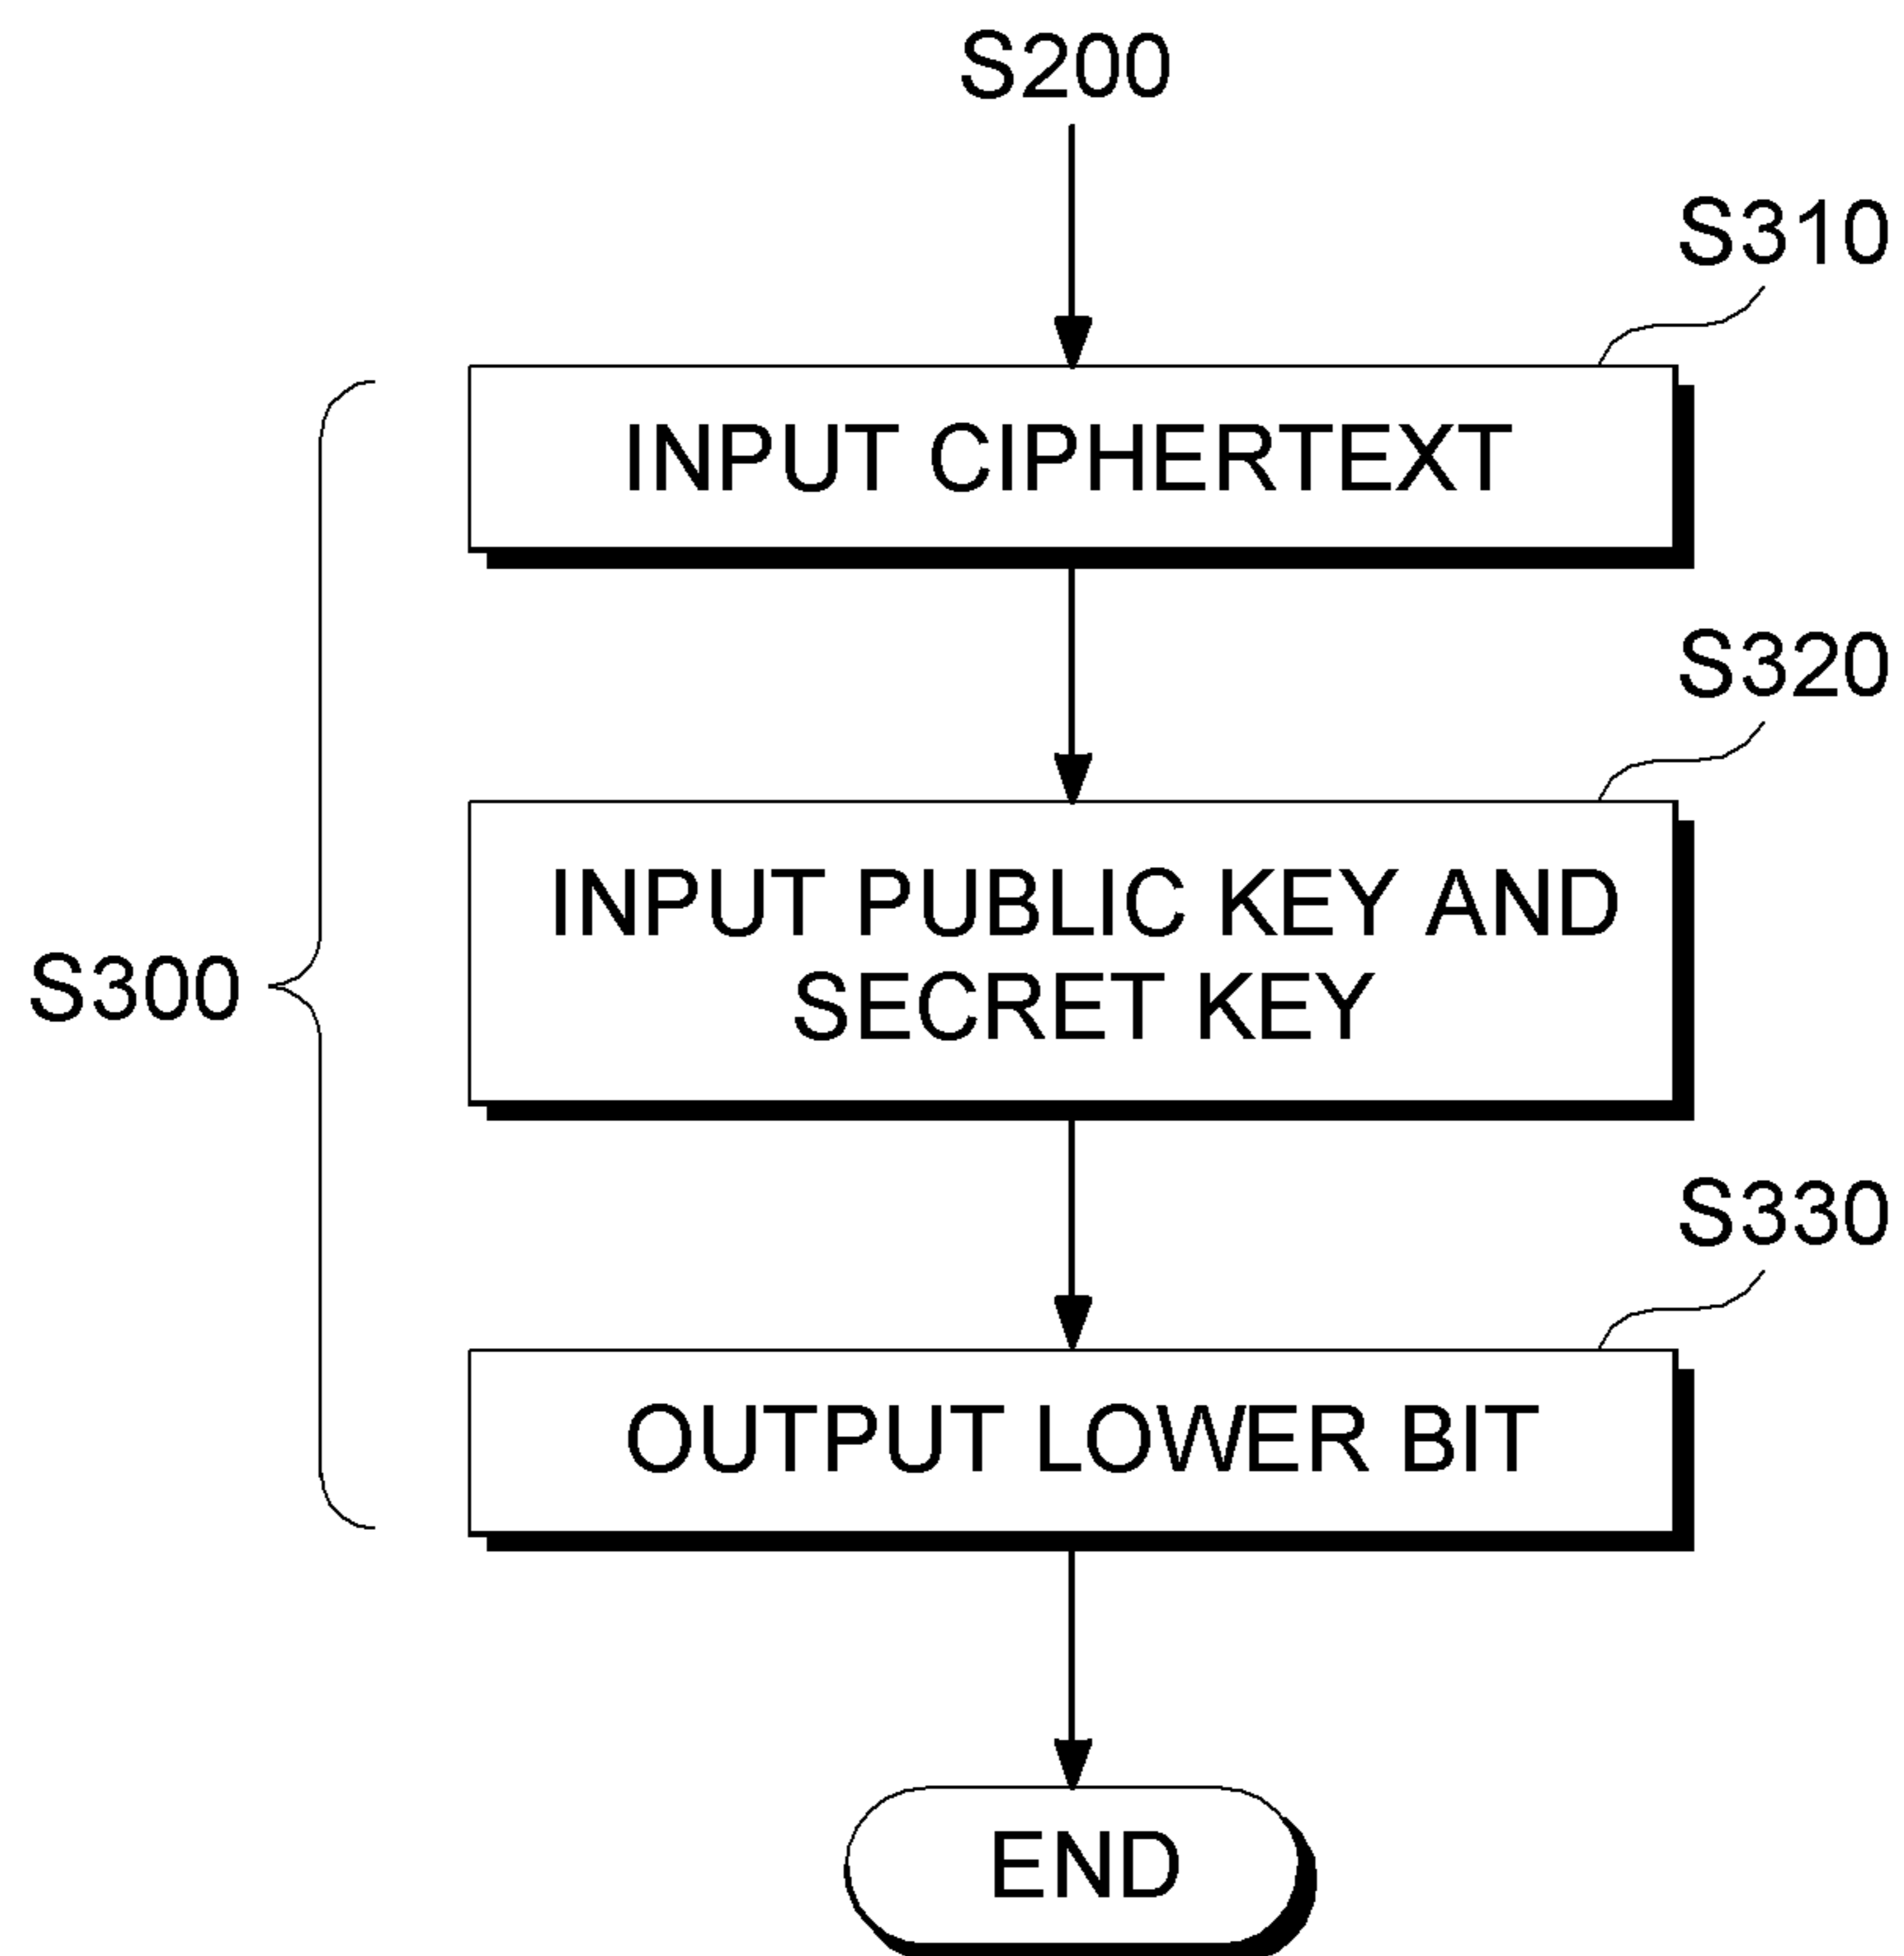 S200
S310
INPUT CIPHERTEXT
S320
INPUT PUBLIC KEY AND
SECRET KEY
S300
S330
OUTPUT LOWER BIT
END